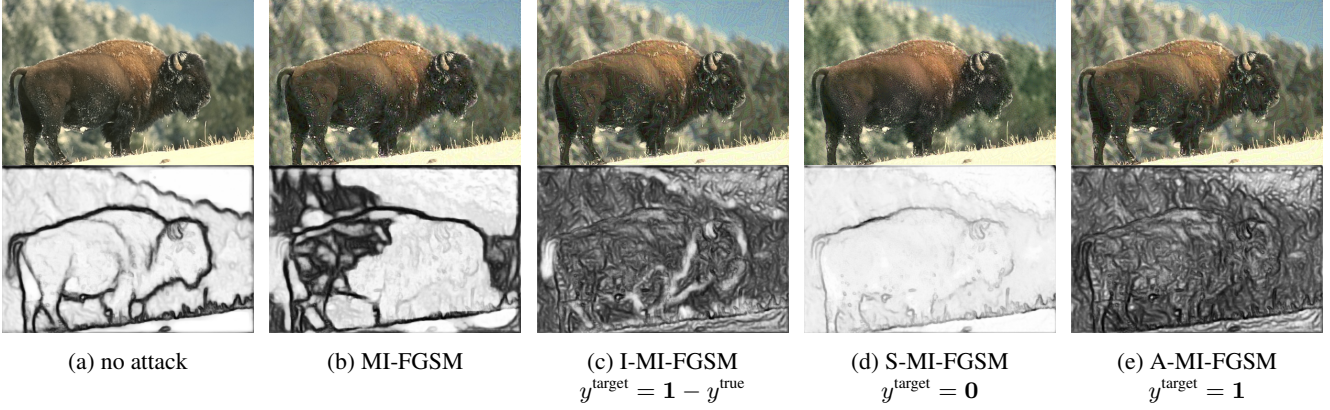 (a) no attack
(b) MI-FGSM
(c) I-MI-FGSM
y^target = 1 − y^true
(d) S-MI-FGSM
y^target = 0
(e) A-MI-FGSM
y^target = 1